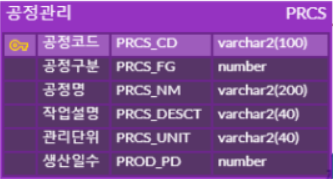 공정관리 PRCS
공정코드 PRCS_CD varchar2(100)
공정구분 PRCS_FG number
공정명 PRCS_NM varchar2(200)
작업설명 PRCS_DESCT varchar2(40)
관리단위 PRCS_UNIT varchar2(40)
생산일수 PROD_PD number